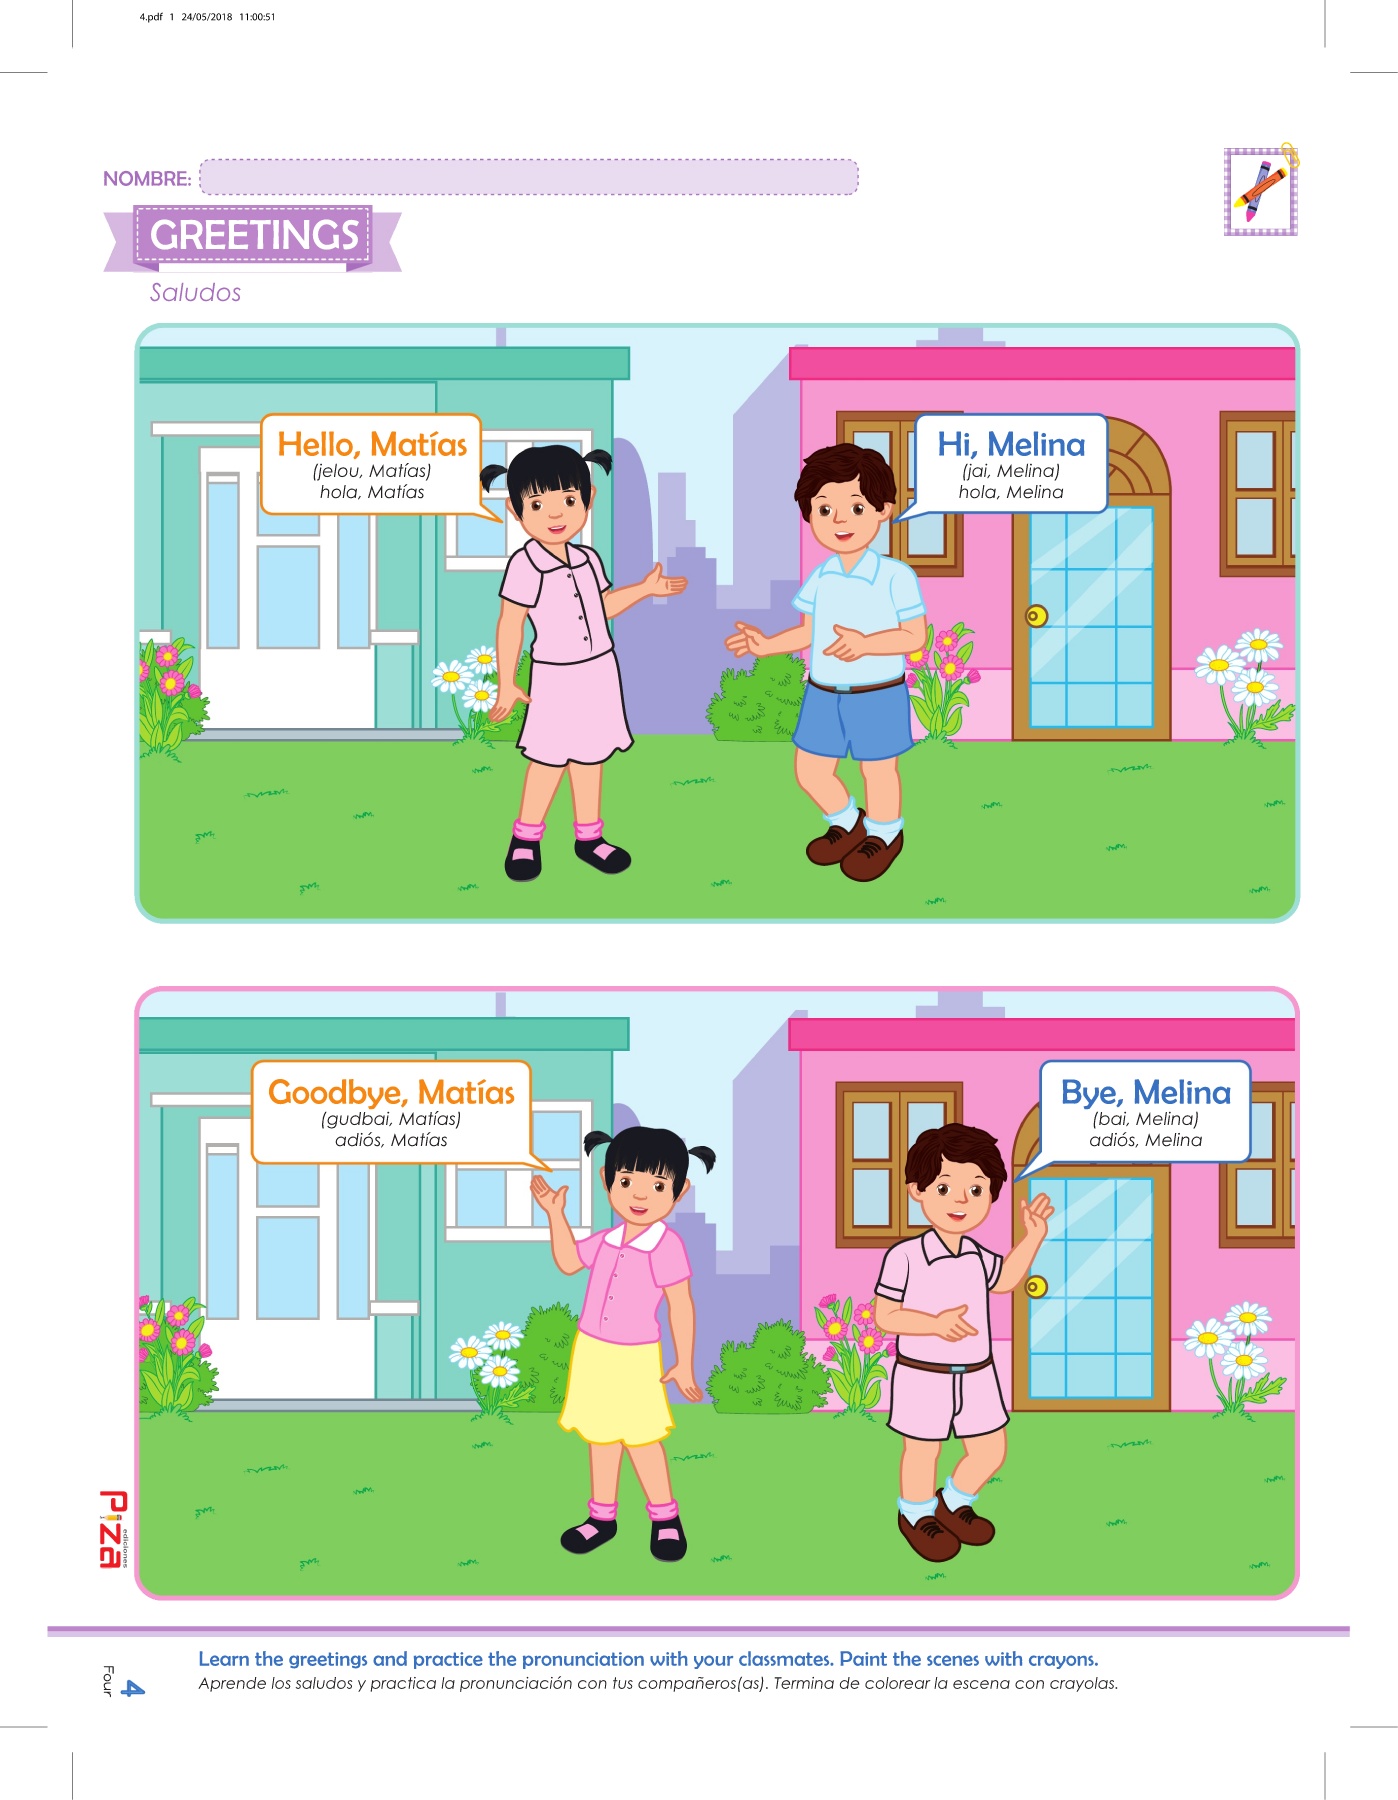 4.pdf 1 24/05/2018 11:00:51
NOMBRE:
GREETINGS
Saludos
Hello, Matías
(jelou, Matías)
hola, Matías
Hi, Melina
(jai, Melina)
hola, Melina
Goodbye, Matías
(gudbai, Matías)
adiós, Matías
Bye, Melina
(bai, Melina)
adiós, Melina
Piza
ediciones
Learn the greetings and practice the pronunciation with your classmates. Paint the scenes with crayons.
Aprende los saludos y practica la pronunciación con tus compañeros(as). Termina de colorear la escena con crayolas.
4
Four